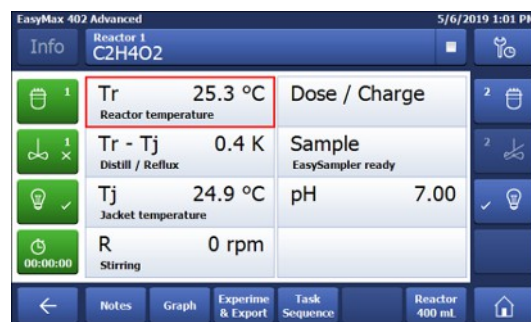 EasyMax 402 Advanced 5/6/2019 1:01 PM
Info
Reactor 1
C2H4O2
1
Tr 25.3 °C
Reactor temperature
Dose / Charge
2
1
Tr - Tj 0.4 K
Distill / Reflux
Sample
EasySampler ready
2
Tj 24.9 °C
Jacket temperature
pH 7.00
00:00:00
R 0 rpm
Stirring
Notes
Graph
Experime
& Export
Task
Sequence
Reactor
400 mL